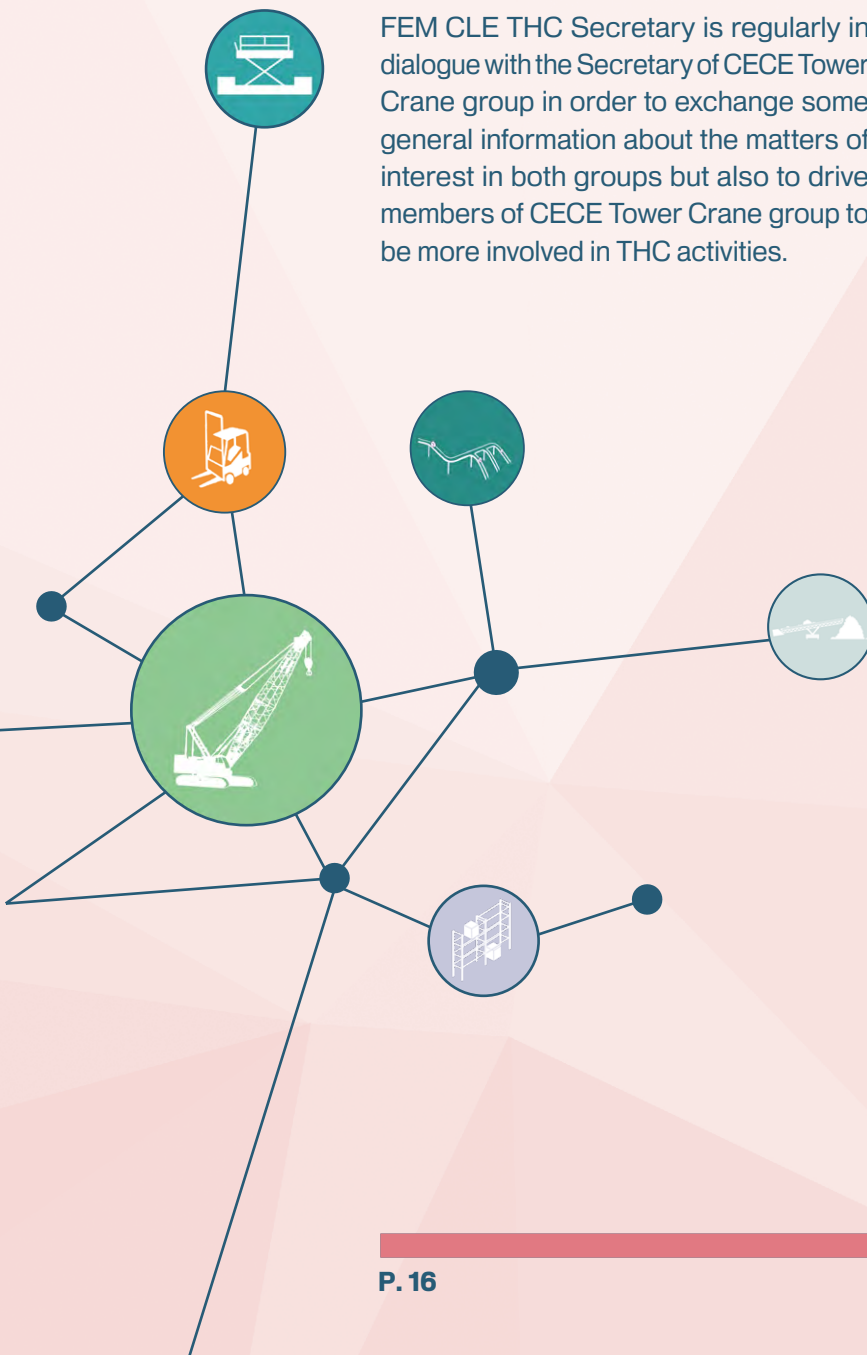 FEM CLE THC Secretary is regularly in
dialogue with the Secretary of CECE Tower
Crane group in order to exchange some
general information about the matters of
interest in both groups but also to drive
members of CECE Tower Crane group to
be more involved in THC activities.
P. 16